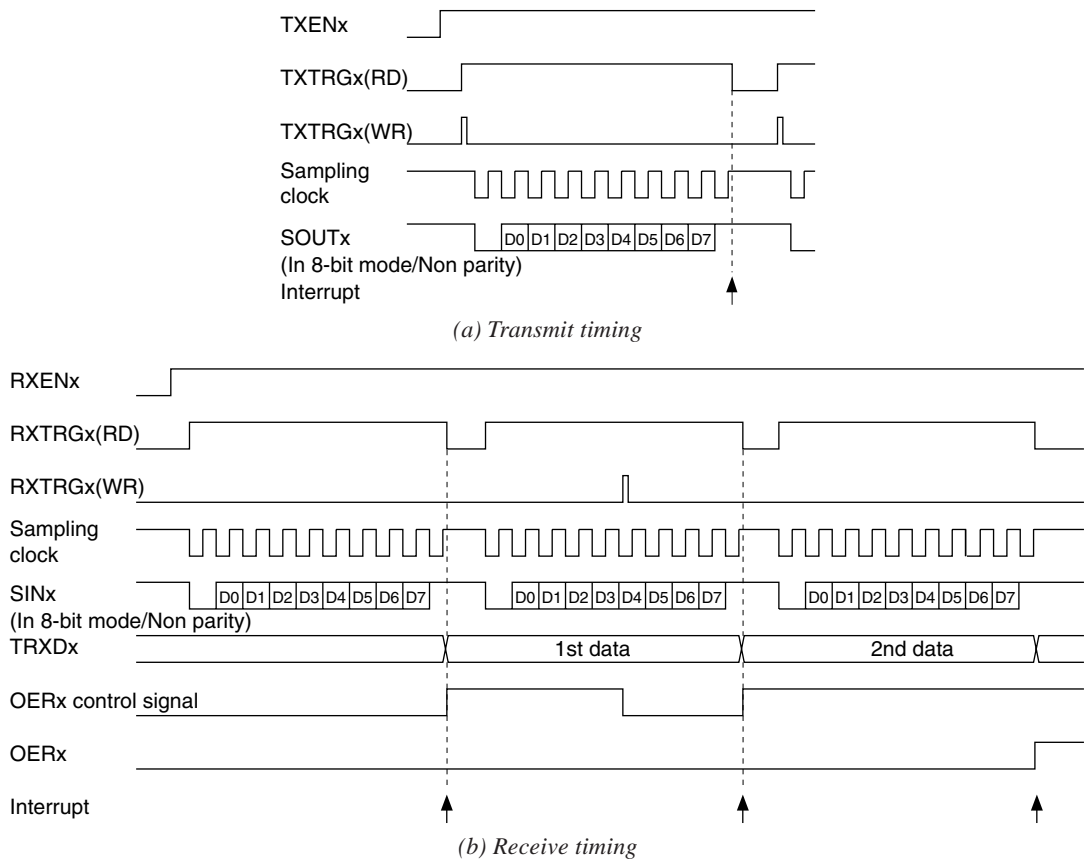 TXENx
TXTRGx(RD)
TXTRGx(WR)
Sampling
clock
SOUTx
D0 D1 D2 D3 D4 D5 D6 D7
(In 8-bit mode/Non parity)
Interrupt
(a) Transmit timing
RXENx
RXTRGx(RD)
RXTRGx(WR)
Sampling
clock
SINx
D0 D1 D2 D3 D4 D5 D6 D7 D0 D1 D2 D3 D4 D5 D6 D7 D0 D1 D2 D3 D4 D5 D6 D7
(In 8-bit mode/Non parity)
TRXDx 1st data 2nd data
OERx control signal
OERx
Interrupt
(b) Receive timing